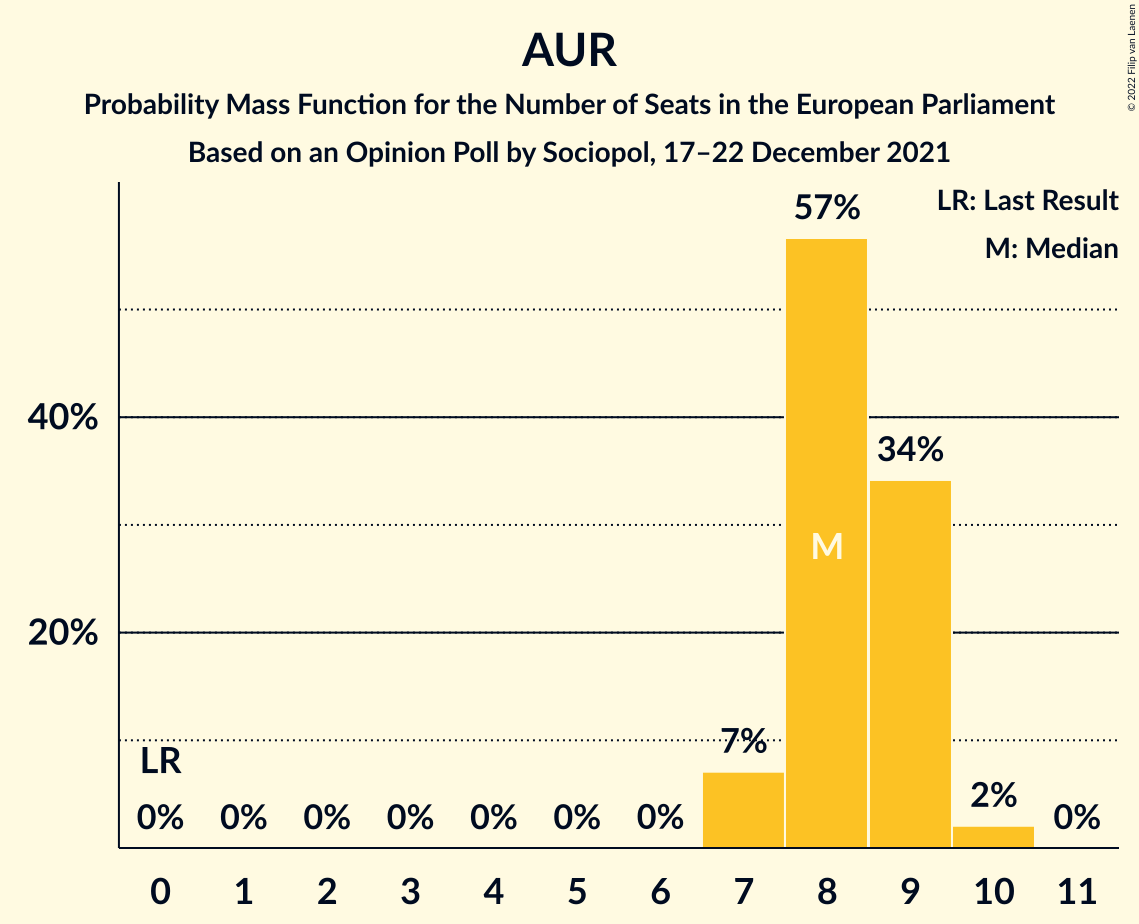 AUR
Probability Mass Function for the Number of Seats in the European Parliament
Based on an Opinion Poll by Sociopol, 17–22 December 2021
© 2022 Filip van Laenen
LR: Last Result
M: Median
57%
40%
34%
M
20%
7%
LR
2%
0% 0% 0% 0% 0% 0% 0% 0%
0 1 2 3 4 5 6 7 8 9 10 11